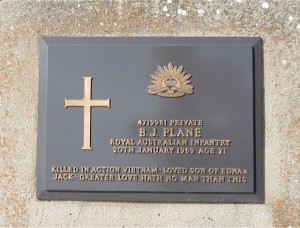 4719981 PRIVATE
B. J. PLANE
ROYAL AUSTRALIAN INFANTRY
20TH JANUARY 1969 AGE 21
KILLED IN ACTION VIETNAM-LOVED SON OF EDNA &
JACK-GREATER LOVE HATH NO MAN THAN THIS